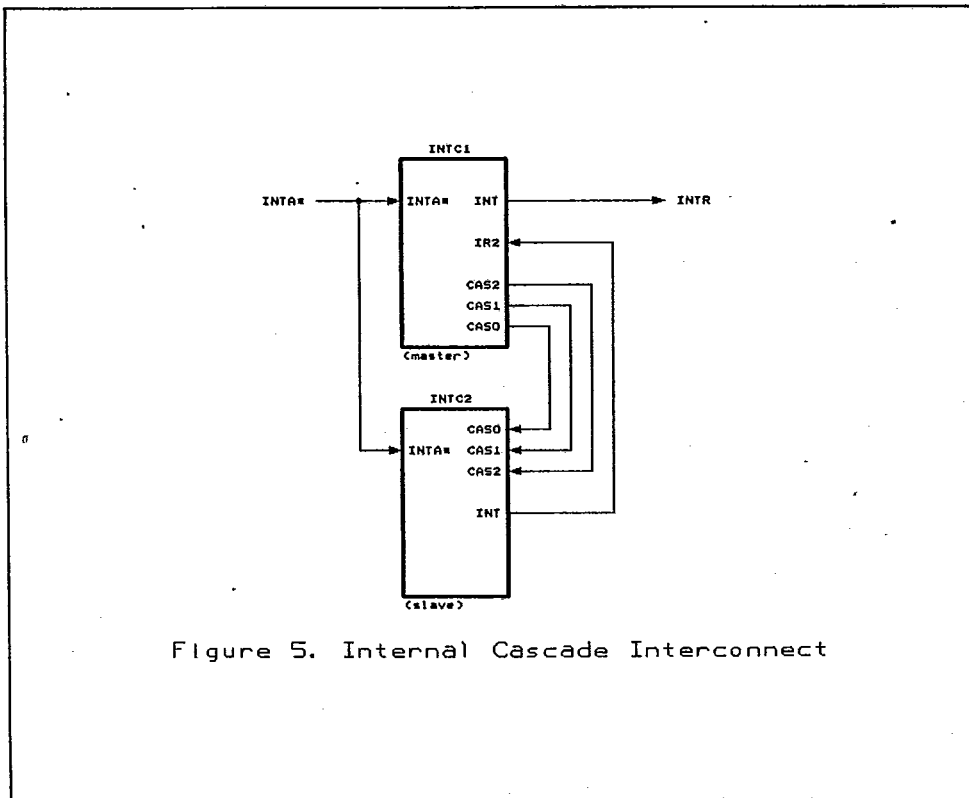 INTC1
INTA* INTA* INT INTR
IR2
CAS2
CAS1
CAS0
(master)
INTC2
CAS0
INTA* CAS1
CAS2
INT
(slave)
Figure 5. Internal Cascade Interconnect